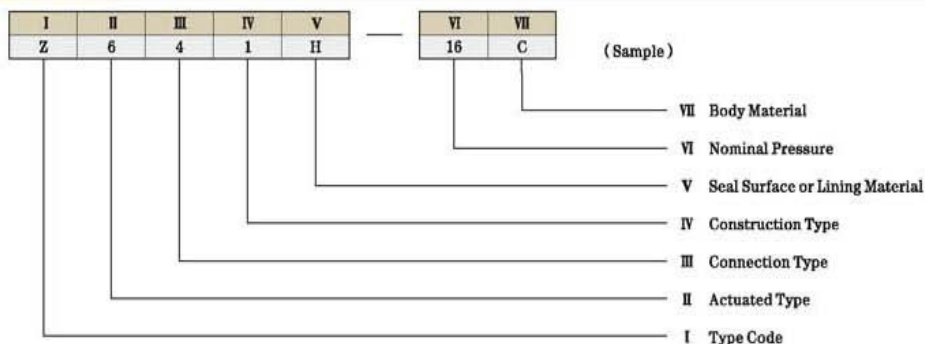 I II III IV V VI VII
Z 6 4 1 H — 16 C (Sample)
VII Body Material
VI Nominal Pressure
V Seal Surface or Lining Material
IV Construction Type
III Connection Type
II Actuated Type
I Type Code